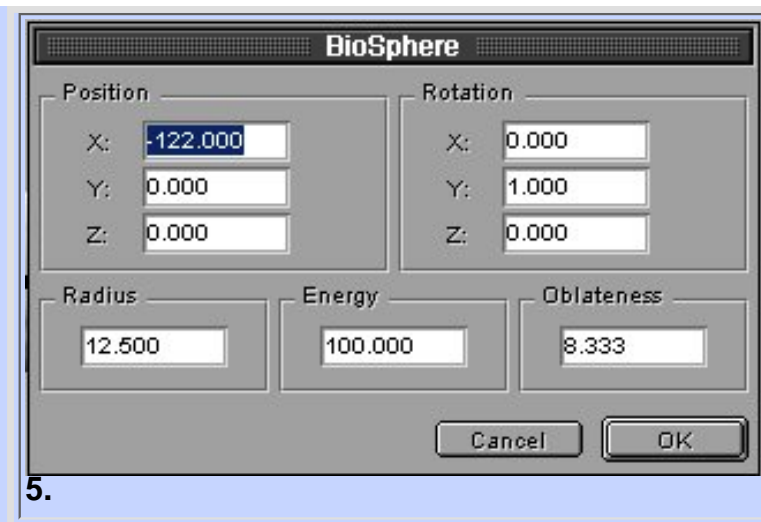 BioSphere
Position Rotation
X: -122.000 X: 0.000
Y: 0.000 Y: 1.000
Z: 0.000 Z: 0.000
Radius Energy Oblateness
12.500 100.000 8.333
Cancel OK
5.